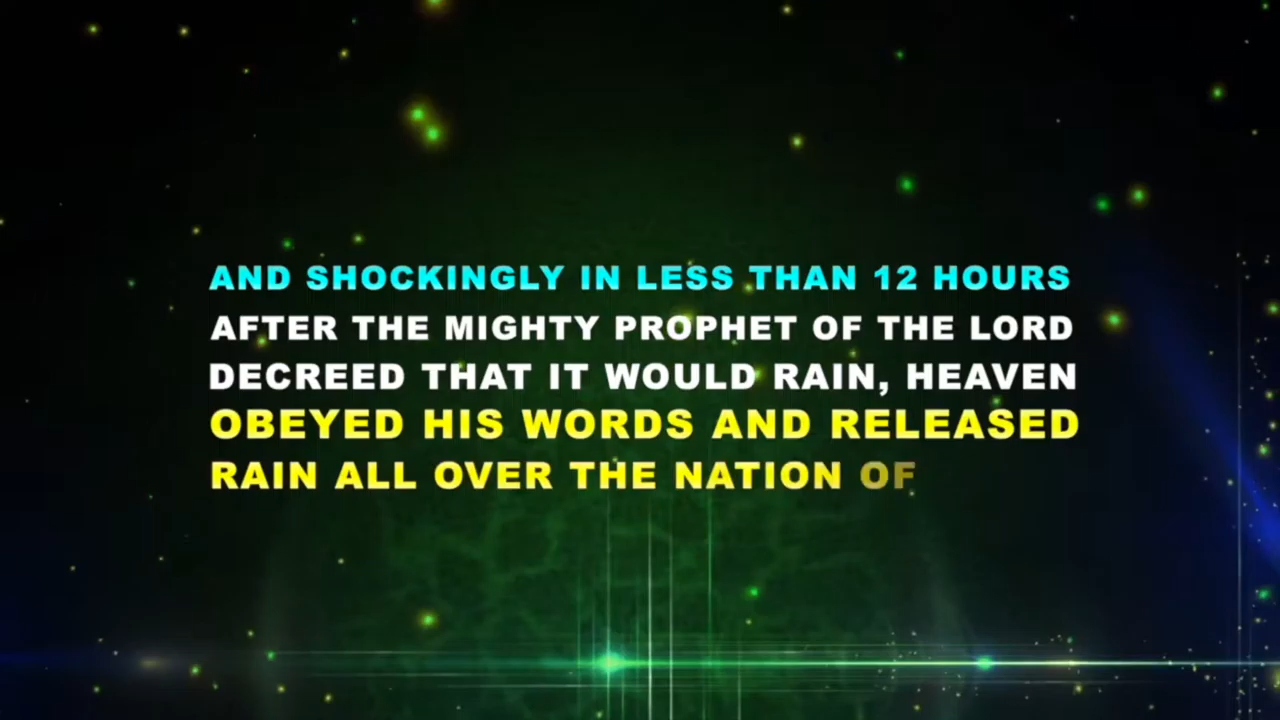 AND SHOCKINGLY IN LESS THAN 12 HOURS
AFTER THE MIGHTY PROPHET OF THE LORD
DECREED THAT IT WOULD RAIN, HEAVEN
OBEYED HIS WORDS AND RELEASED
RAIN ALL OVER THE NATION OF